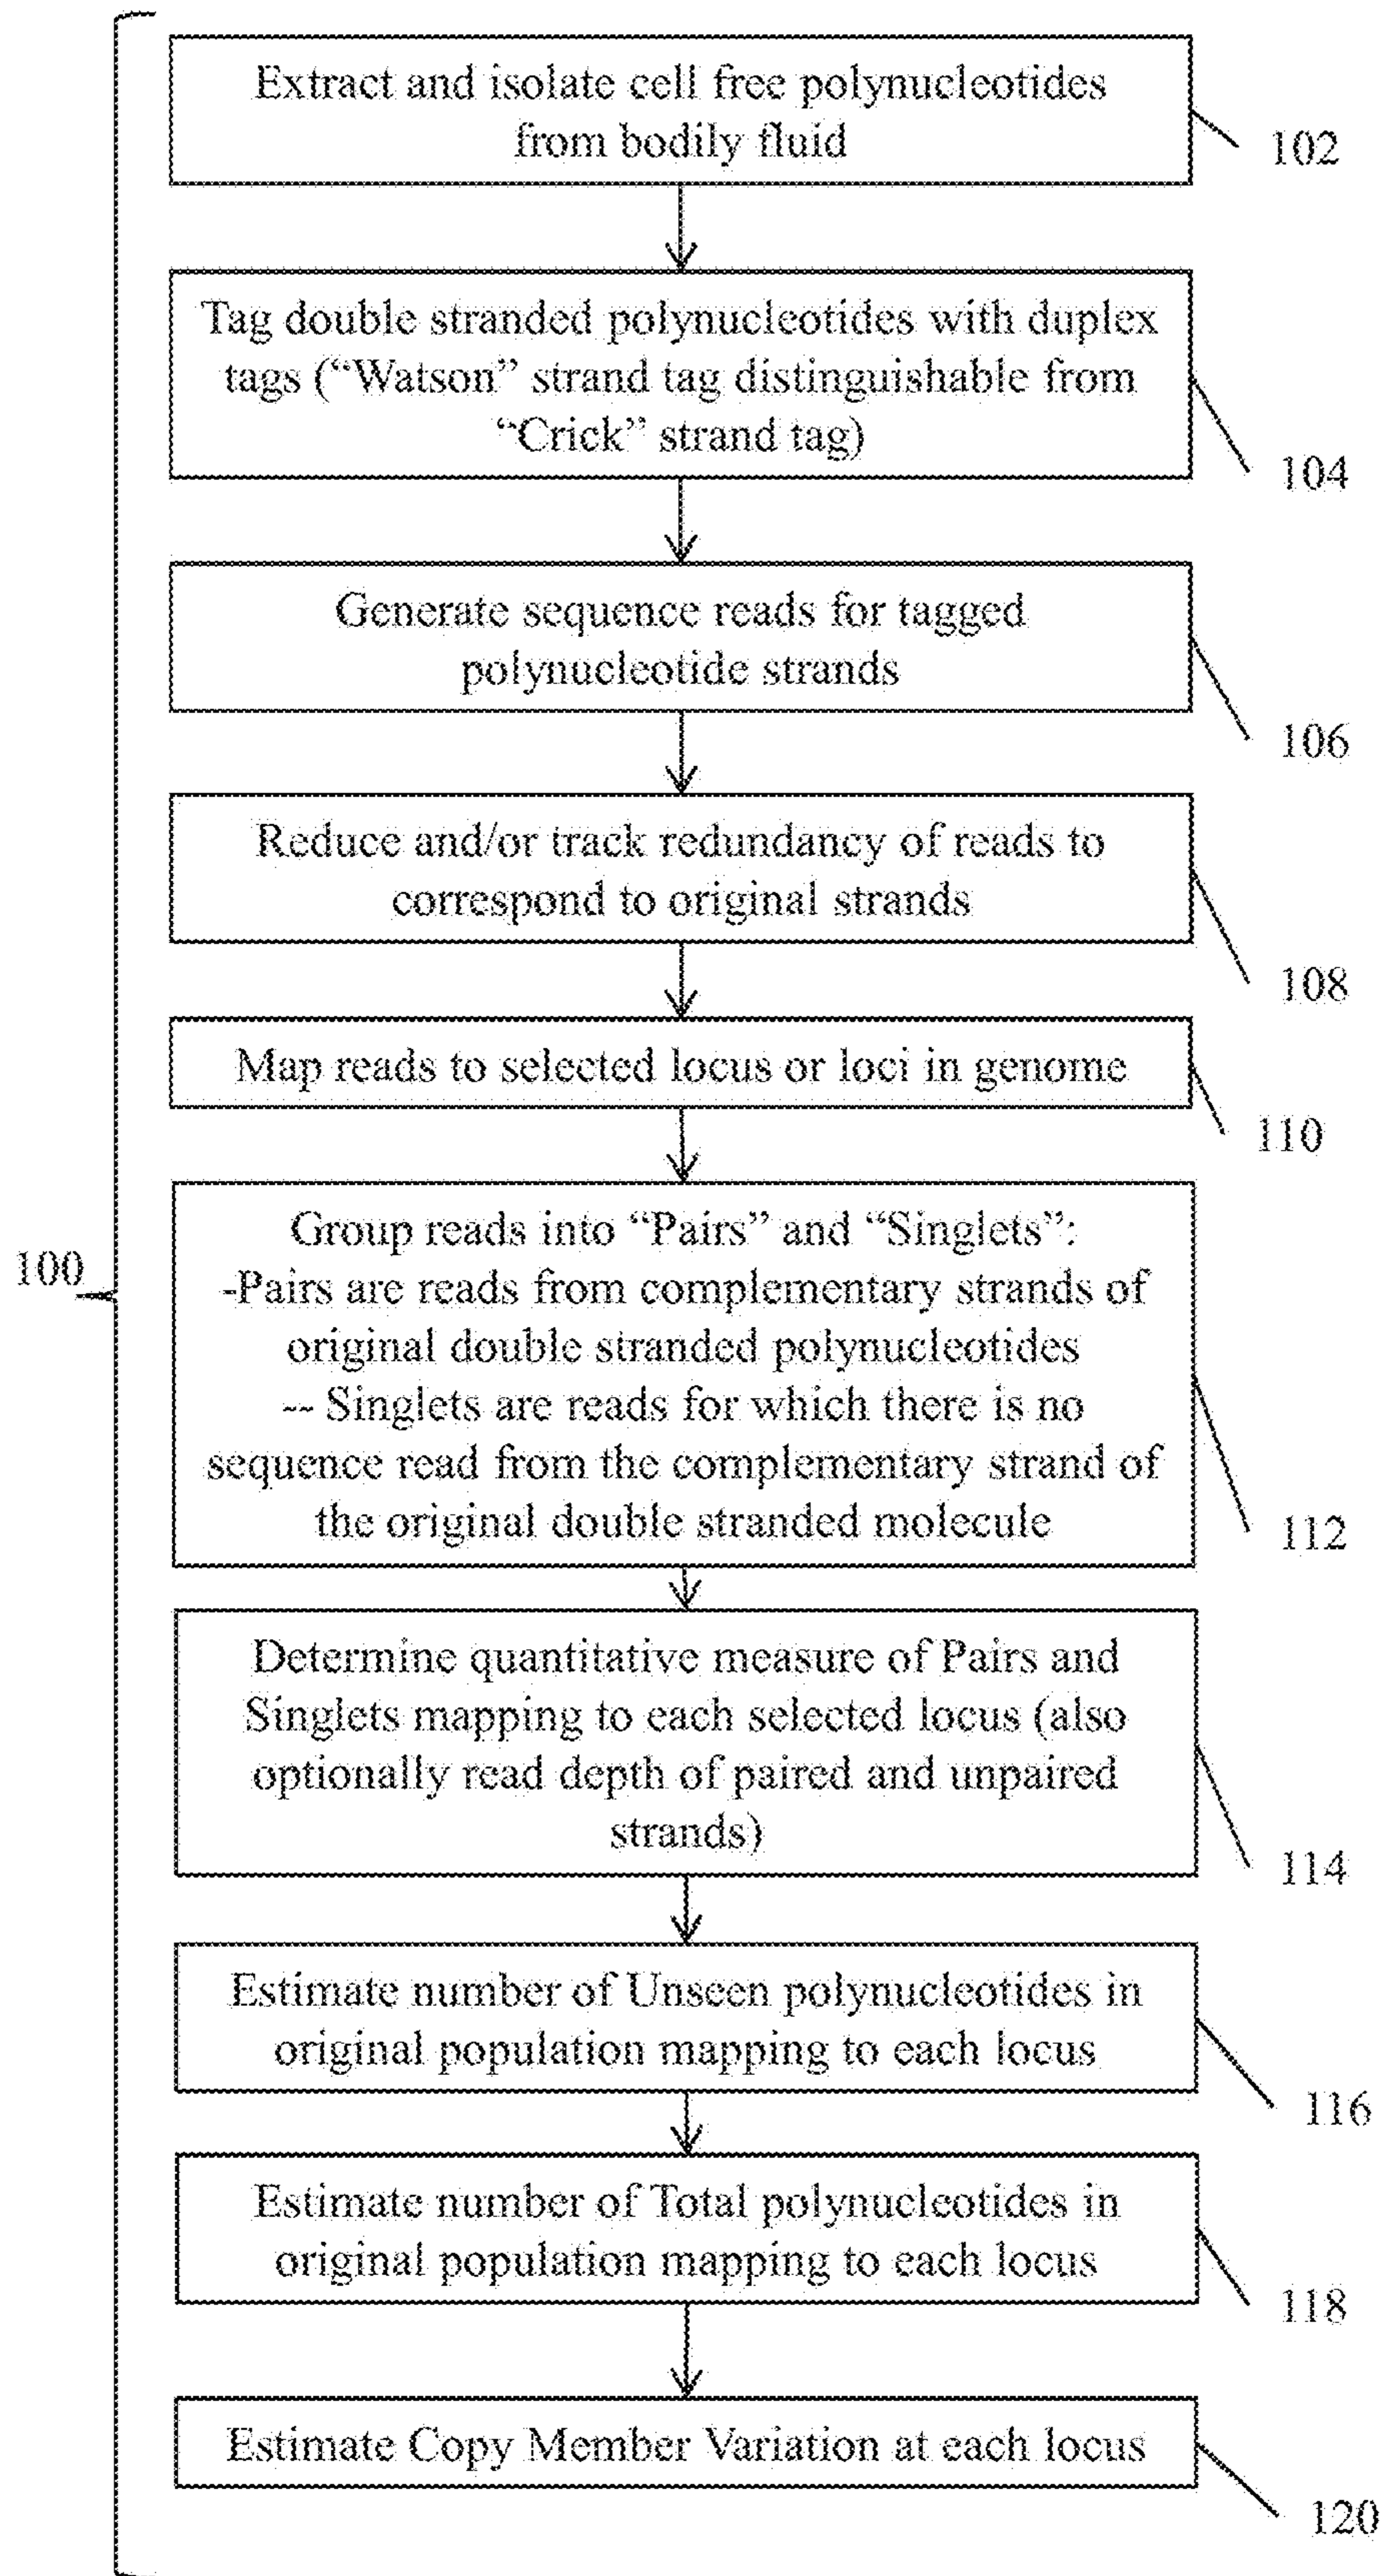 Extract and isolate cell free polynucleotides
from bodily fluid
102
Tag double stranded polynucleotides with duplex
tags (“Watson” strand tag distinguishable from
“Crick” strand tag)
104
Generate sequence reads for tagged
polynucleotide strands
106
Reduce and/or track redundancy of reads to
correspond to original strands
108
Map reads to selected locus or loci in genome
110
100
Group reads into “Pairs” and “Singlets”:
-Pairs are reads from complementary strands of
original double stranded polynucleotides
-- Singlets are reads for which there is no
sequence read from the complementary strand of
the original double stranded molecule
112
Determine quantitative measure of Pairs and
Singlets mapping to each selected locus (also
optionally read depth of paired and unpaired
strands)
114
Estimate number of Unseen polynucleotides in
original population mapping to each locus
116
Estimate number of Total polynucleotides in
original population mapping to each locus
118
Estimate Copy Member Variation at each locus
120